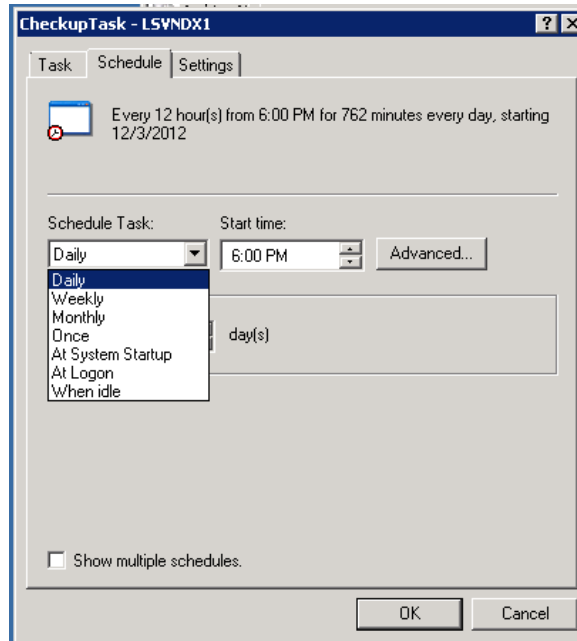 CheckupTask - LSVNDX1
Task
Schedule
Settings
Every 12 hour(s) from 6:00 PM for 762 minutes every day, starting
12/3/2012
Schedule Task:
Start time:
Daily
6:00 PM
Advanced...
Daily
Weekly
Monthly
Once
At System Startup
At Logon
When idle
day(s)
Show multiple schedules.
OK
Cancel